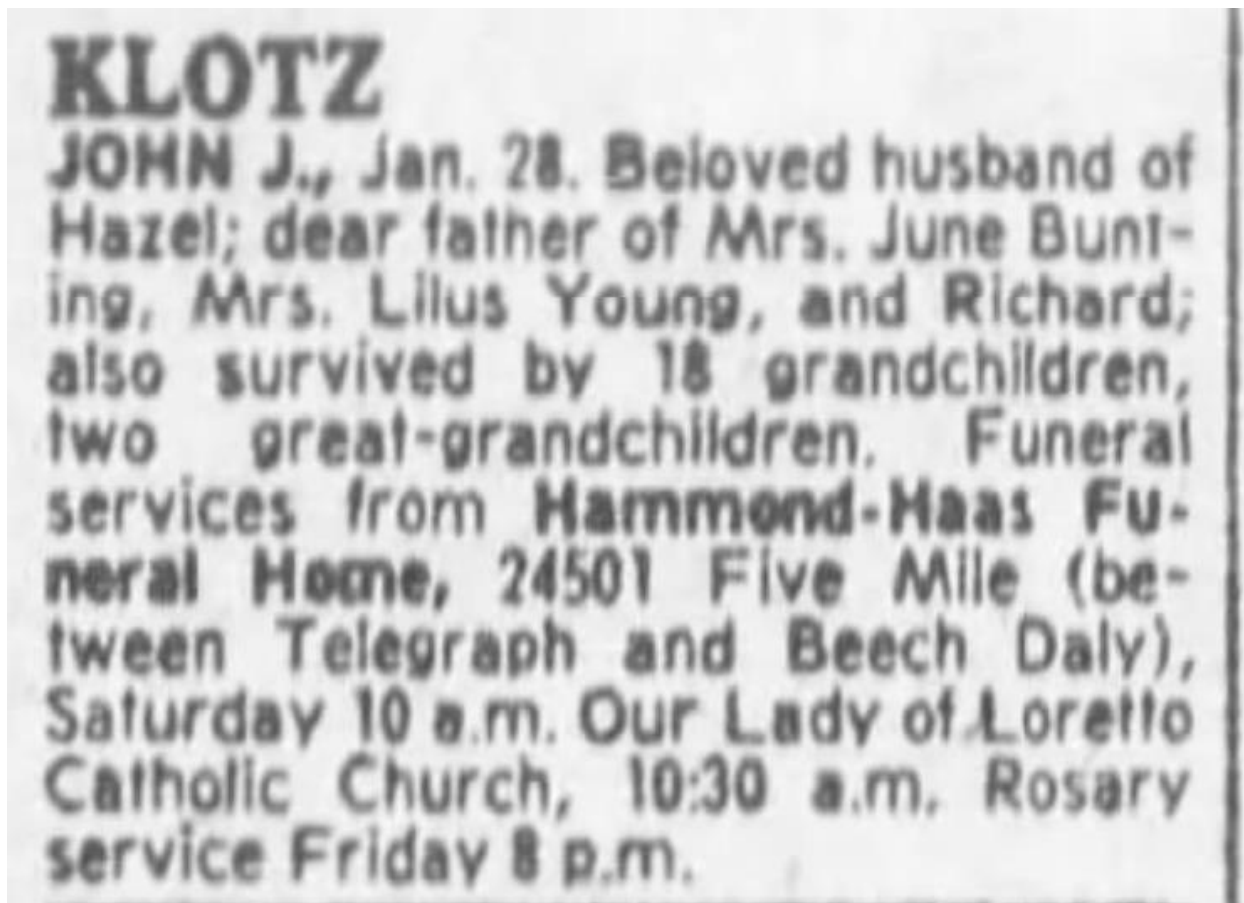 KLOTZ
JOHN J., Jan. 28. Beloved husband of
Hazel; dear father of Mrs. June Bunt-
ing, Mrs. Lilus Young, and Richard;
also survived by 18 grandchildren,
two great-grandchildren. Funeral
services from Hammond-Haas Fu-
neral Home, 24501 Five Mile (be-
tween Telegraph and Beech Daly),
Saturday 10 a.m. Our Lady of Loretto
Catholic Church, 10:30 a.m. Rosary
service Friday 8 p.m.